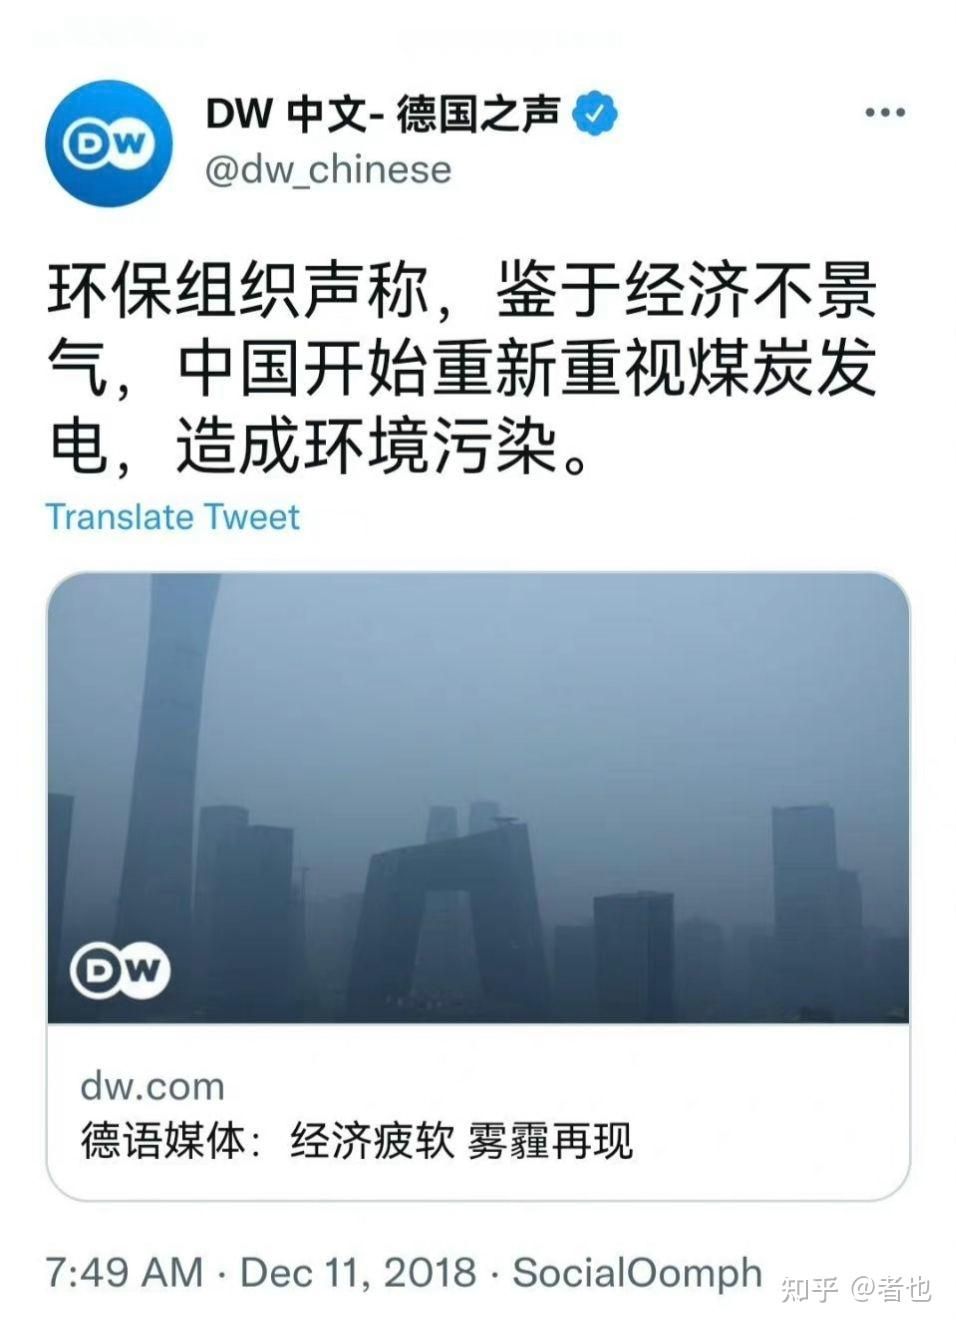 DW
DW 中文- 德国之声
@dw_chinese
环保组织声称，鉴于经济不景
气，中国开始重新重视煤炭发
电，造成环境污染。
Translate Tweet
DW
dw.com
德语媒体：经济疲软 雾霾再现
7:49 AM · Dec 11, 2018 · SocialOomph
知乎 @者也